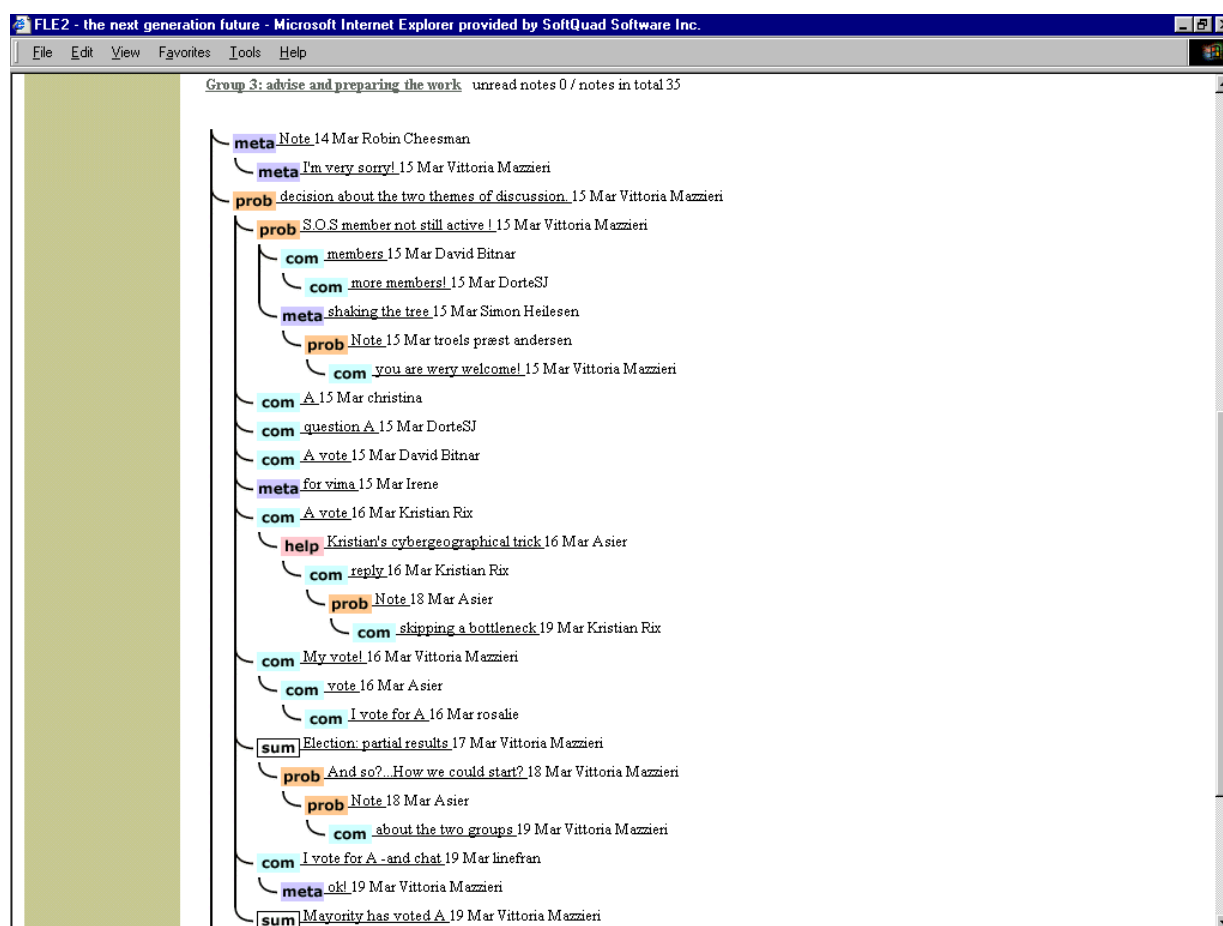 FLE2 - the next generation future - Microsoft Internet Explorer provided by SoftQuad Software Inc.
File Edit View Favorites Tools Help
Group 3: advise and preparing the work unread notes 0 / notes in total 35
meta Note 14 Mar Robin Cheesman
meta I'm very sorry! 15 Mar Vittoria Mazzieri
prob decision about the two themes of discussion. 15 Mar Vittoria Mazzieri
prob S.O.S member not still active ! 15 Mar Vittoria Mazzieri
com members 15 Mar David Bitnar
com more members! 15 Mar DorteSJ
meta shaking the tree 15 Mar Simon Heilesen
prob Note 15 Mar troels præst andersen
com you are wery welcome! 15 Mar Vittoria Mazzieri
com A 15 Mar christina
com question A 15 Mar DorteSJ
com A vote 15 Mar David Bitnar
meta for vima 15 Mar Irene
com A vote 16 Mar Kristian Rix
help Kristian's cybergeographical trick 16 Mar Asier
com reply 16 Mar Kristian Rix
prob Note 18 Mar Asier
com skipping a bottleneck 19 Mar Kristian Rix
com My vote! 16 Mar Vittoria Mazzieri
com vote 16 Mar Asier
com I vote for A 16 Mar rosalie
sum Election: partial results 17 Mar Vittoria Mazzieri
prob And so?...How we could start? 18 Mar Vittoria Mazzieri
prob Note 18 Mar Asier
com about the two groups 19 Mar Vittoria Mazzieri
com I vote for A -and chat 19 Mar linefran
meta ok! 19 Mar Vittoria Mazzieri
sum Mayority has voted A 19 Mar Vittoria Mazzieri